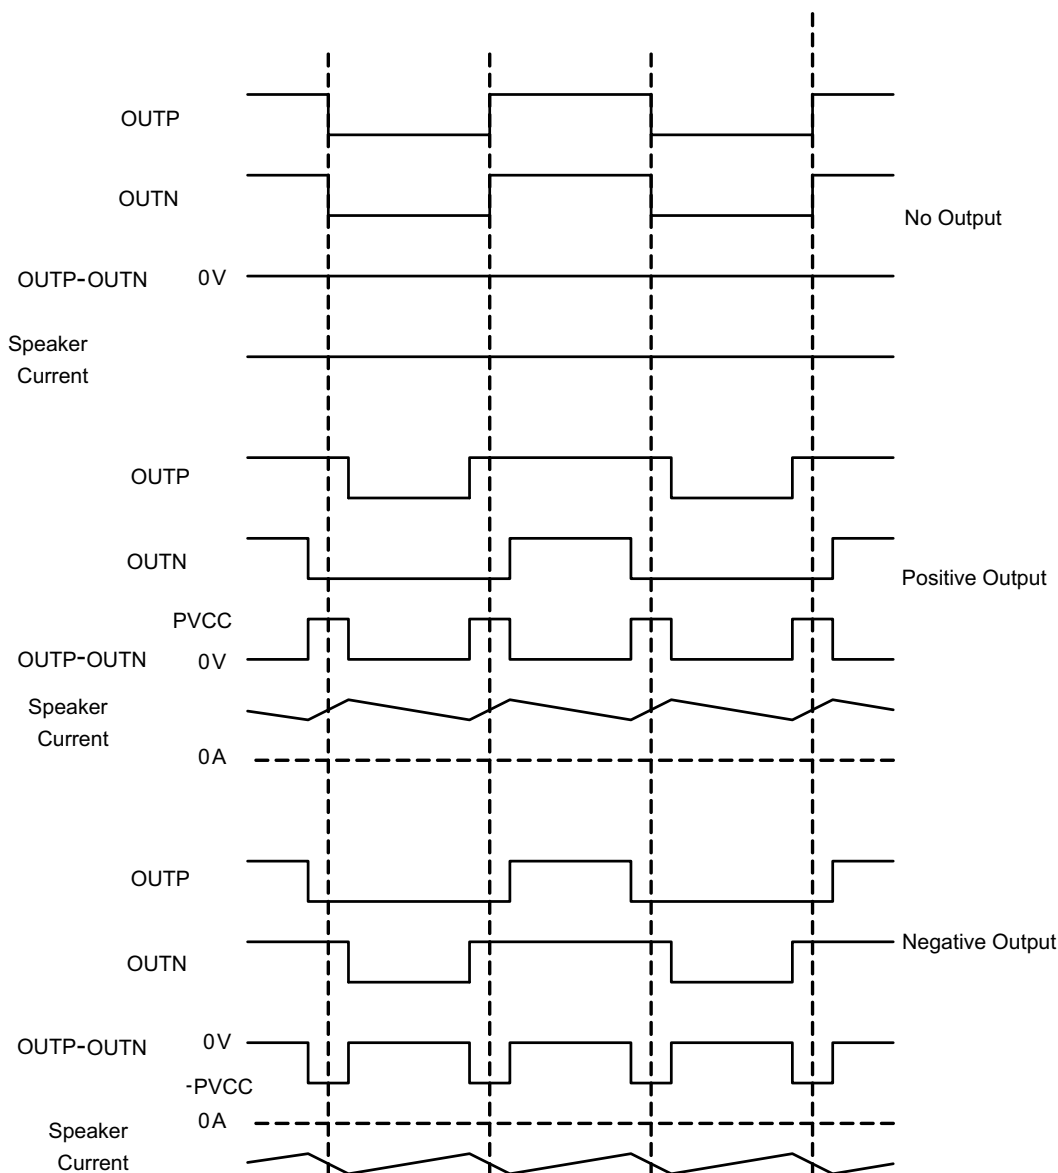 OUTP
OUTN
No Output
OUTP-OUTN 0V
Speaker
Current
OUTP
OUTN
Positive Output
PVCC
OUTP-OUTN 0V
Speaker
Current
0A
OUTP
Negative Output
OUTN
OUTP-OUTN 0V
-PVCC
0A
Speaker
Current